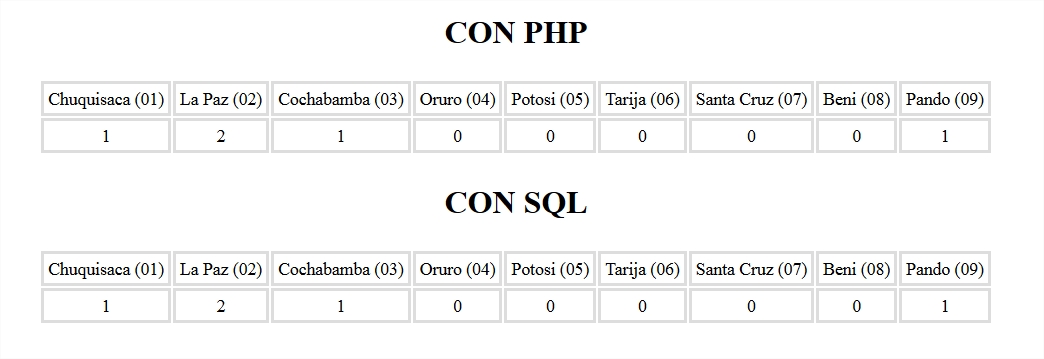 CON PHP
Chuquisaca (01) La Paz (02) Cochabamba (03) Oruro (04) Potosi (05) Tarija (06) Santa Cruz (07) Beni (08) Pando (09)
1 2 1 0 0 0 0 0 1
CON SQL
Chuquisaca (01) La Paz (02) Cochabamba (03) Oruro (04) Potosi (05) Tarija (06) Santa Cruz (07) Beni (08) Pando (09)
1 2 1 0 0 0 0 0 1